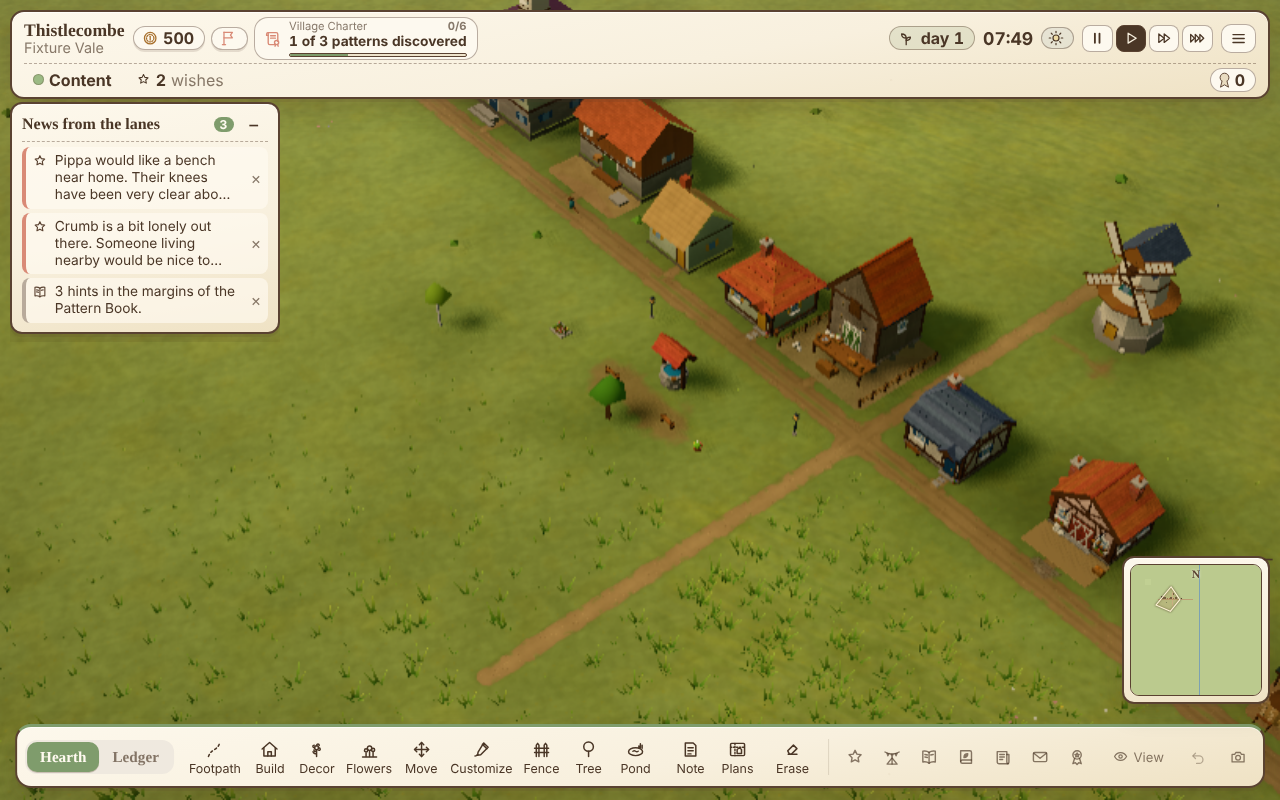 Thistlecombe
Fixture Vale
500
Village Charter 0/6
1 of 3 patterns discovered
day 1
07:49
Content
2 wishes
0
News from the lanes
3
Pippa would like a bench
near home. Their knees
have been very clear abo...
Crumb is a bit lonely out
there. Someone living
nearby would be nice to...
3 hints in the margins of the
Pattern Book.
N
Hearth
Ledger
Footpath
Build
Decor
Flowers
Move
Customize
Fence
Tree
Pond
Note
Plans
Erase
View